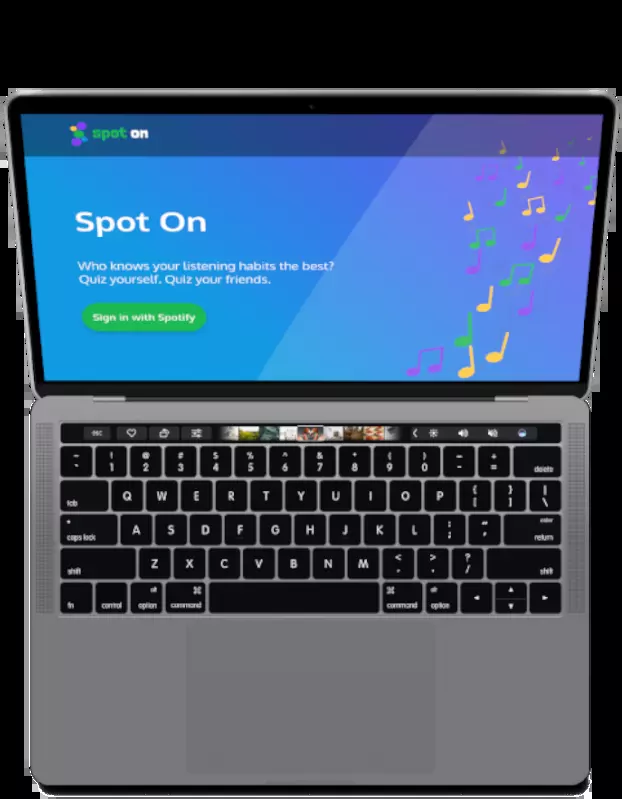 spot on
Spot On
Who knows your listening habits the best?
Quiz yourself. Quiz your friends.
Sign in with Spotify
esc
~ ! @ # $ % ^ & * ( ) - +
` 1 2 3 4 5 6 7 8 9 0 - = delete
tab Q W E R T Y U I O P { [ } ] | \
caps lock A S D F G H J K L : ; " ' enter return
shift Z X C V B N M < , > . ? / shift
fn control alt option ⌘ command ⌘ command alt option